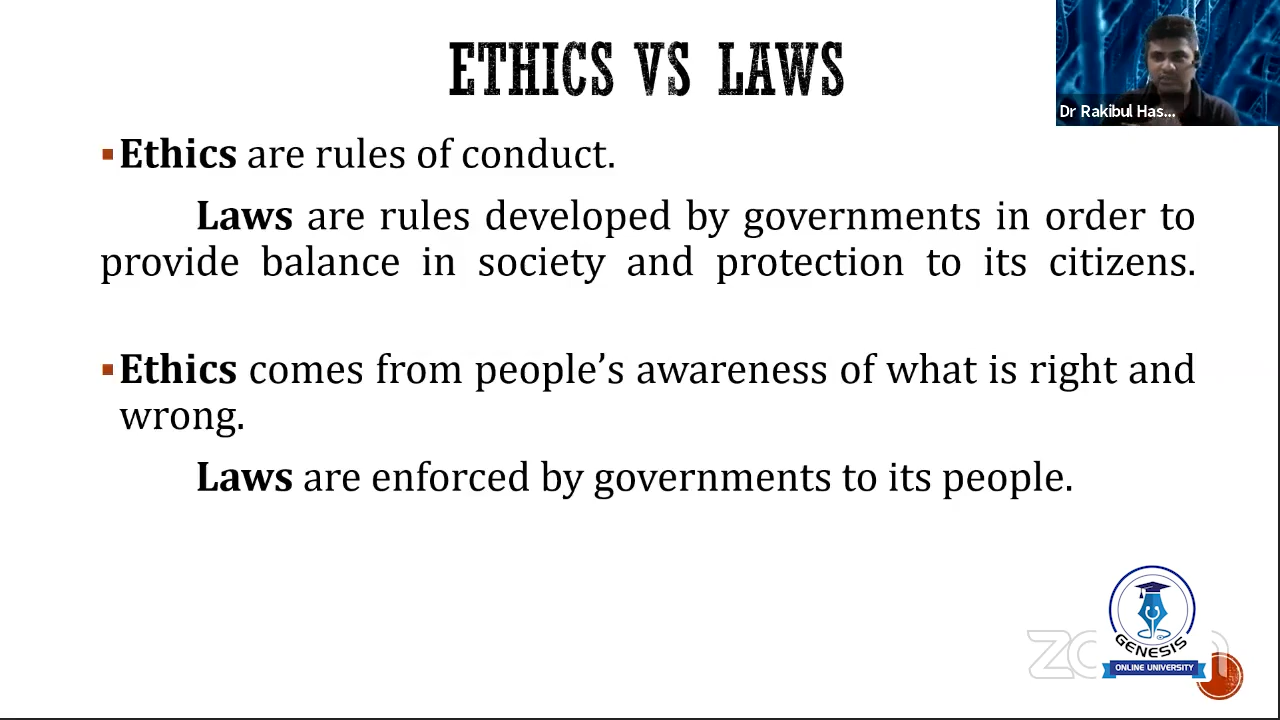 ETHICS VS LAWS
Dr Rakibul Has...
▪Ethics are rules of conduct.
Laws are rules developed by governments in order to
provide balance in society and protection to its citizens.
▪Ethics comes from people’s awareness of what is right and
wrong.
Laws are enforced by governments to its people.
GENESIS
ONLINE UNIVERSITY